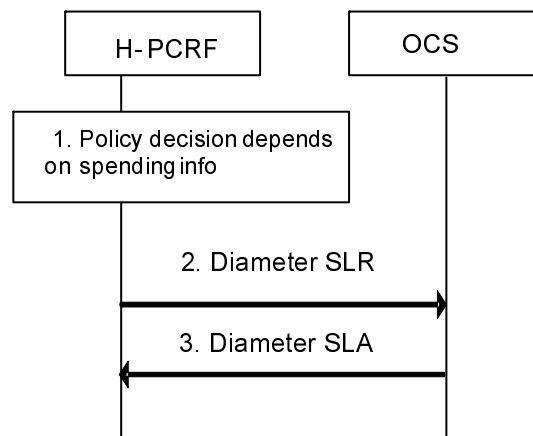 H-PCRF
OCS
1. Policy decision depends
on spending info
2. Diameter SLR
3. Diameter SLA